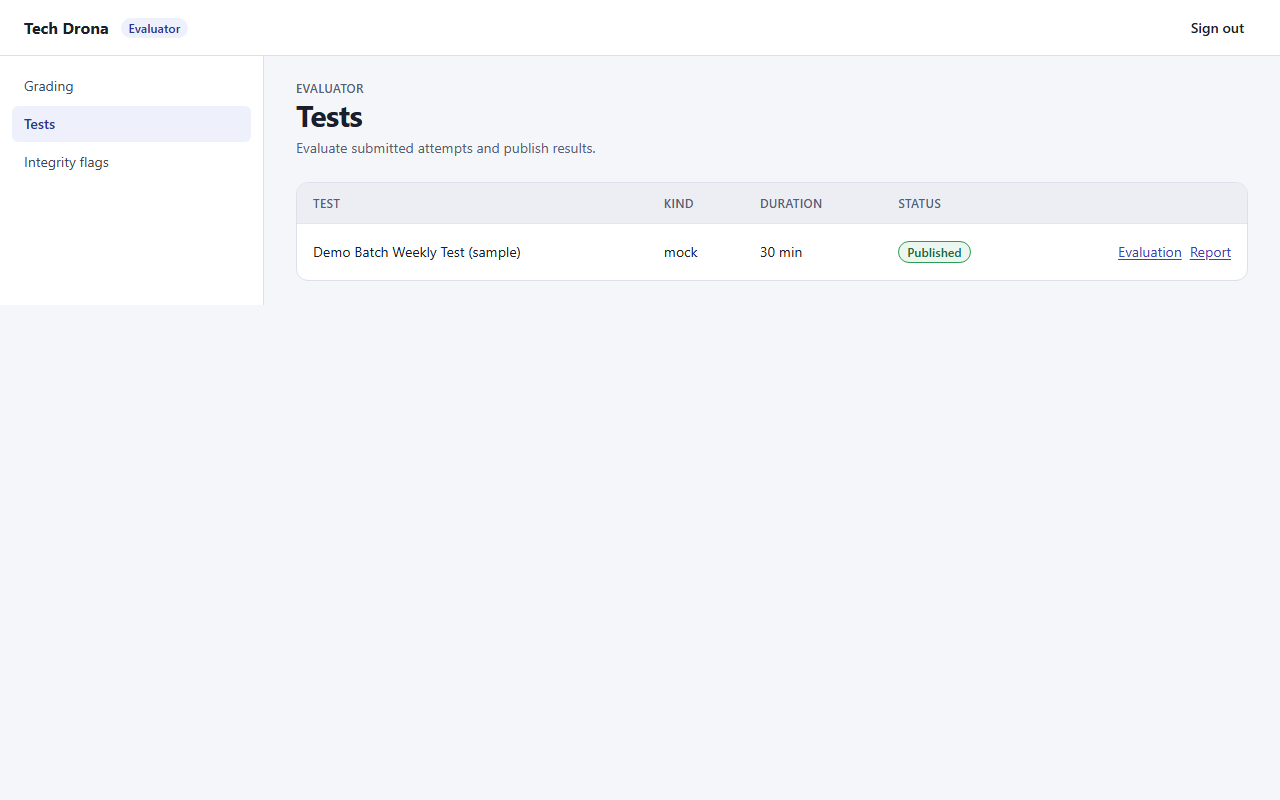 Tech Drona Evaluator Sign out
Grading
Tests
Integrity flags
EVALUATOR
Tests
Evaluate submitted attempts and publish results.
TEST KIND DURATION STATUS
Demo Batch Weekly Test (sample) mock 30 min Published Evaluation Report